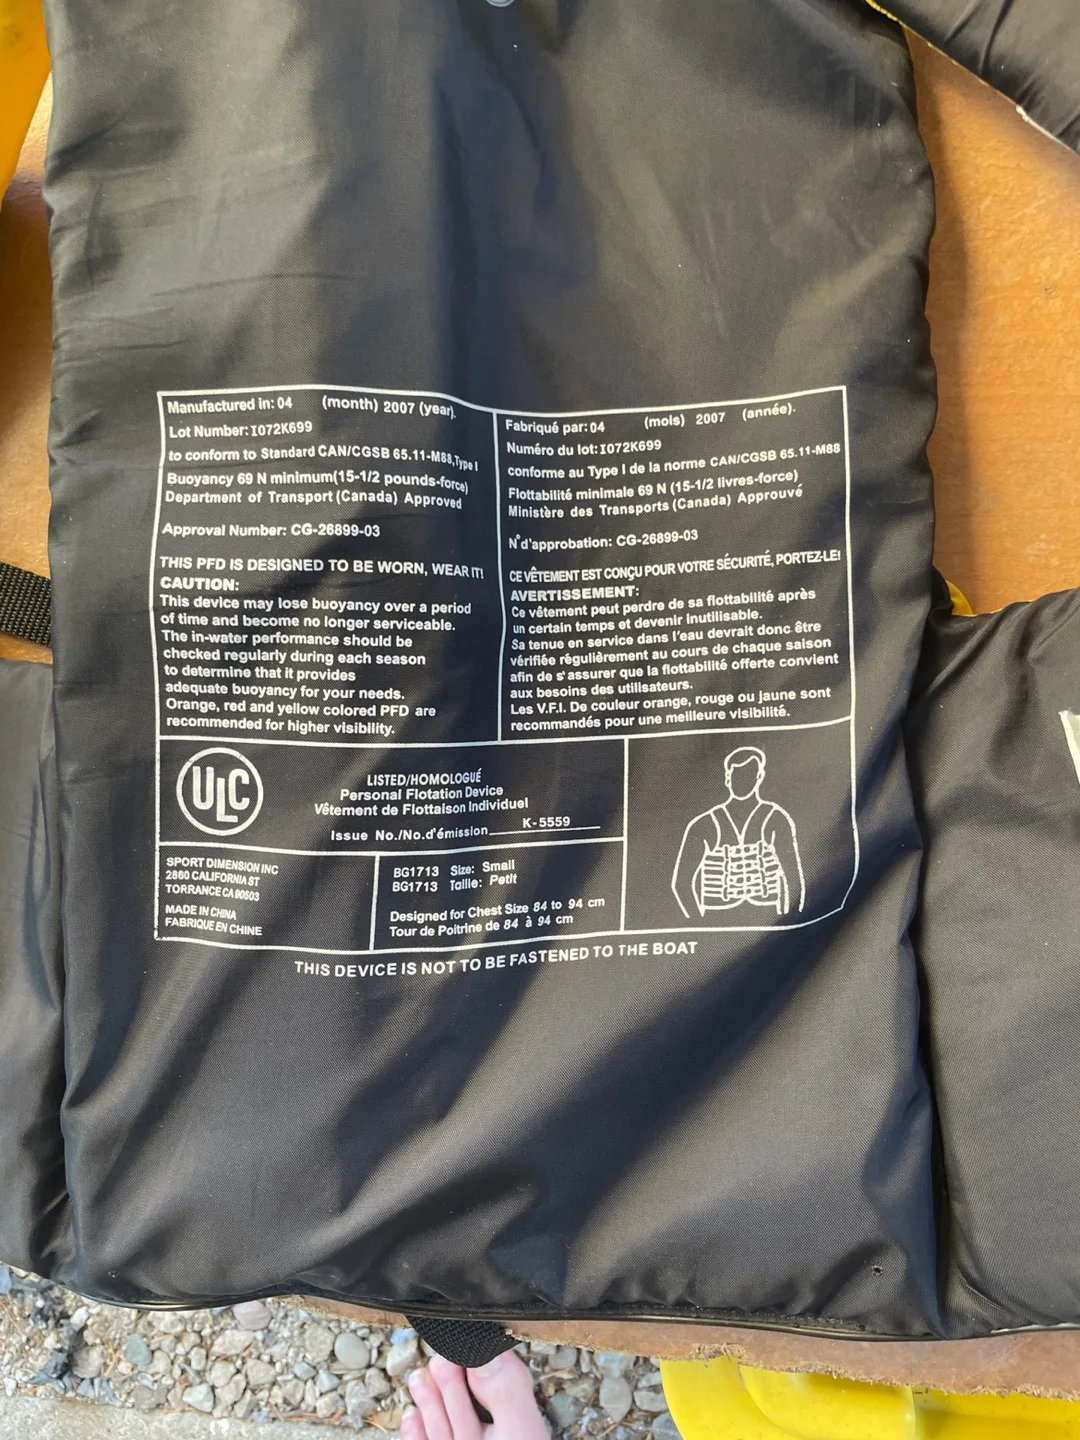 Manufactured in: 04 (month) 2007 (year).
Lot Number: I072K699
to conform to Standard CAN/CGSB 65.11-M88, Type I
Buoyancy 69 N minimum(15-1/2 pounds-force)
Department of Transport (Canada) Approved
Approval Number: CG-26899-03
THIS PFD IS DESIGNED TO BE WORN, WEAR IT!
CAUTION:
This device may lose buoyancy over a period
of time and become no longer serviceable.
The in-water performance should be
checked regularly during each season
to determine that it provides
adequate buoyancy for your needs.
Orange, red and yellow colored PFD are
recommended for higher visibility.
Fabriqué par: 04 (mois) 2007 (année).
Numéro du lot: I072K699
conforme au Type I de la norme CAN/CGSB 65.11-M88
Flottabilité minimale 69 N (15-1/2 livres-force)
Ministère des Transports (Canada) Approuvé
N°d'approbation: CG-26899-03
CE VÊTEMENT EST CONÇU POUR VOTRE SÉCURITÉ, PORTEZ-LE!
AVERTISSEMENT:
Ce vêtement peut perdre de sa flottabilité après
un certain temps et devenir inutilisable.
Sa tenue en service dans l'eau devrait donc être
vérifiée régulièrement au cours de chaque saison
afin de s'assurer que la flottabilité offerte convient
aux besoins des utilisateurs.
Les V.F.I. De couleur orange, rouge ou jaune sont
recommandés pour une meilleure visibilité.
ULC
LISTED/HOMOLOGUÉ
Personal Flotation Device
Vêtement de Flottaison Individuel
Issue No./No.d'émission K-5559
SPORT DIMENSION INC
2860 CALIFORNIA ST
TORRANCE CA 90503
MADE IN CHINA
FABRIQUE EN CHINE
BG1713 Size: Small
BG1713 Taille: Petit
Designed for Chest Size 84 to 94 cm
Tour de Poitrine de 84 à 94 cm
THIS DEVICE IS NOT TO BE FASTENED TO THE BOAT